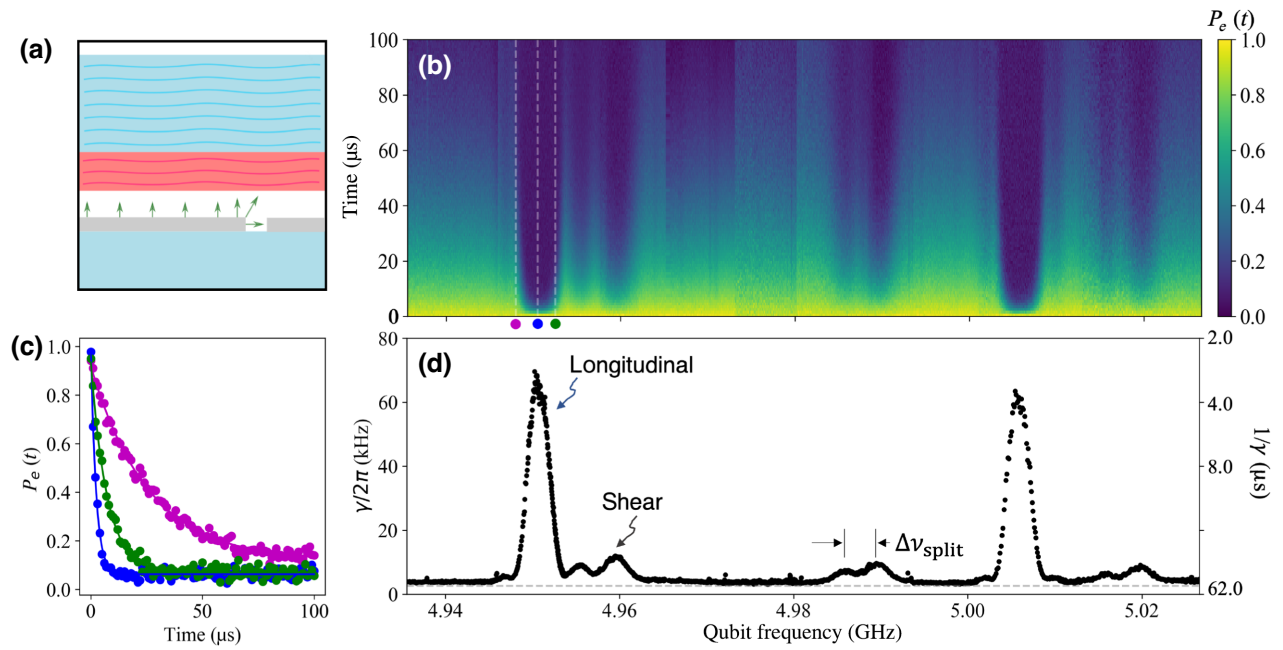 (a)
(b)
Pₑ (t)
Time (μs)
100
80
60
40
20
0
1.0
0.8
0.6
0.4
0.2
0.0
(c)
Pₑ (t)
1.0
0.8
0.6
0.4
0.2
0.0
0
50
100
Time (μs)
(d)
γ/2π (kHz)
80
60
40
20
0
Longitudinal
Shear
Δνsplit
2.0
4.0
8.0
62.0
1/γ (μs)
4.94
4.96
4.98
5.00
5.02
Qubit frequency (GHz)